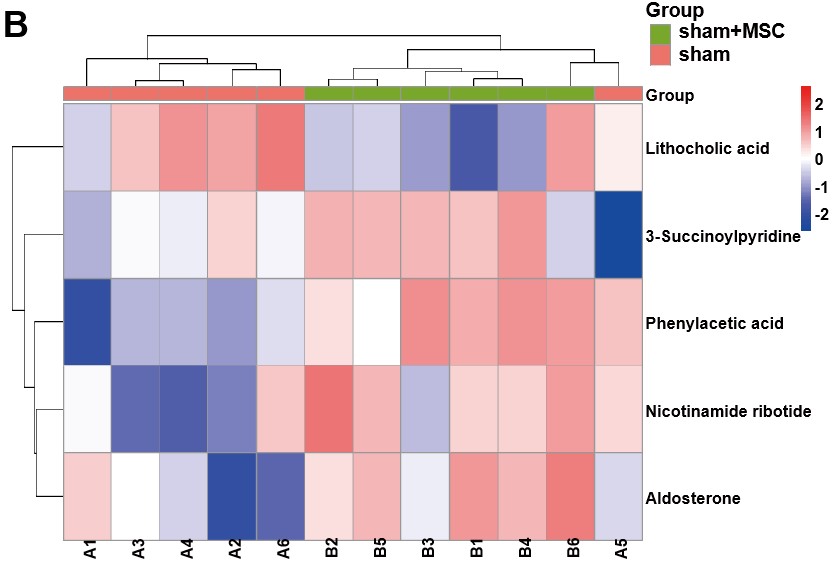 B
Group
sham+MSC
sham
Group
2
1
0
-1
-2
Lithocholic acid
3-Succinoylpyridine
Phenylacetic acid
Nicotinamide ribotide
Aldosterone
A1 A3 A4 A2 A6 B2 B5 B3 B1 B4 B6 A5